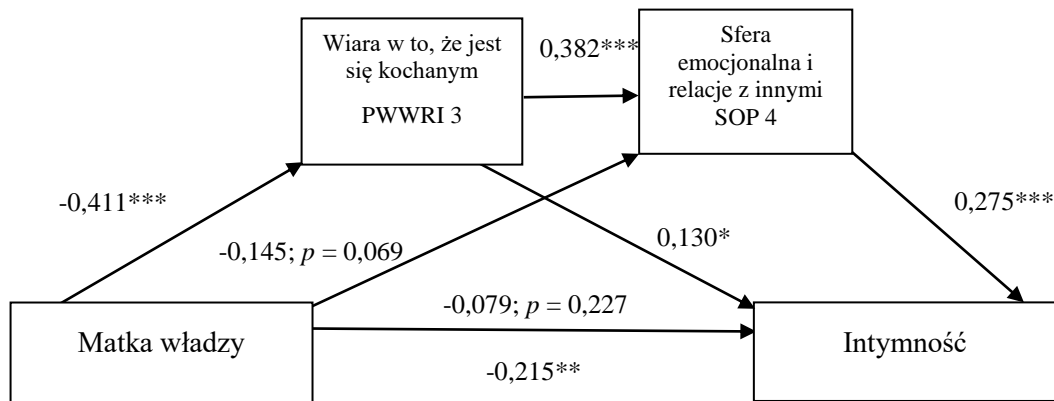 Wiara w to, że jest
się kochanym
PWWRI 3
0,382***
Sfera
emocjonalna i
relacje z innymi
SOP 4
-0,411***
0,275***
-0,145; p = 0,069
0,130*
Matka władzy
-0,079; p = 0,227
-0,215**
Intymność